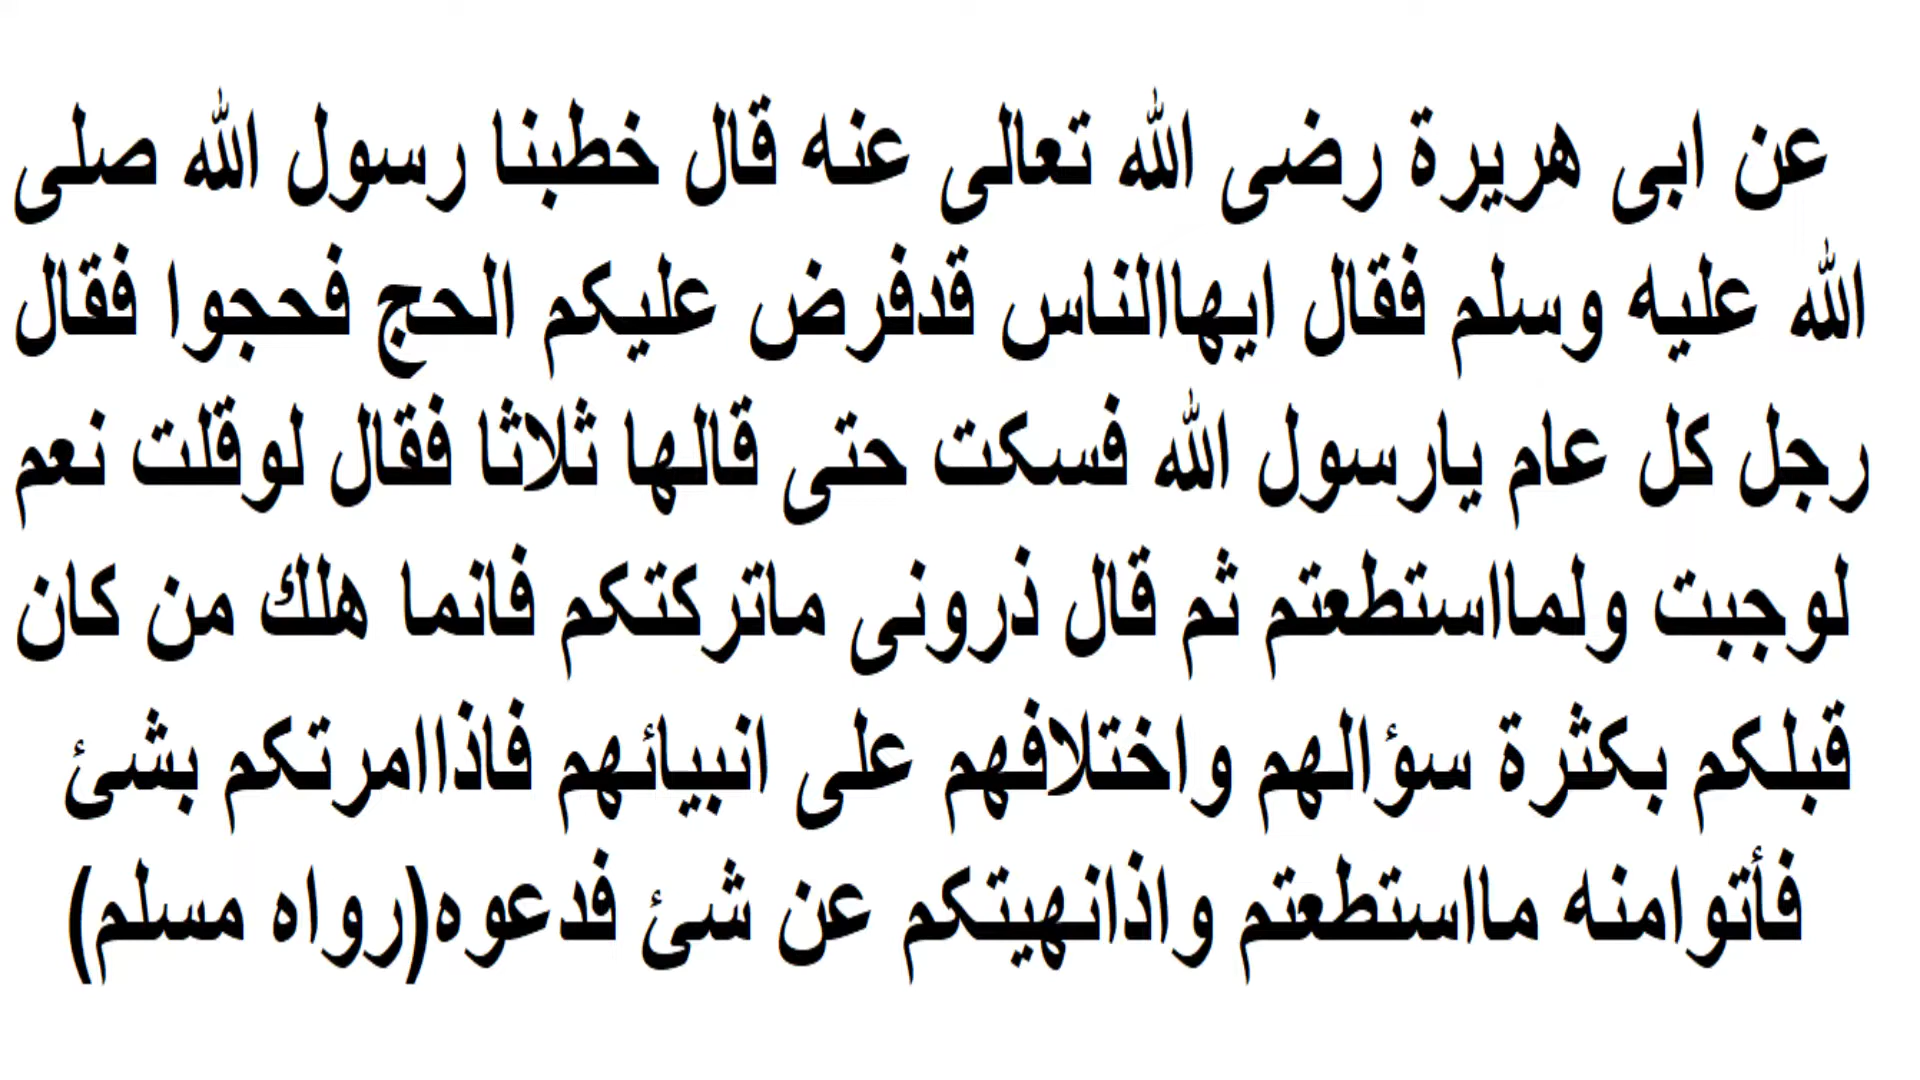 عن ابى هريرة رضى الله تعالى عنه قال خطبنا رسول الله صلى
الله عليه وسلم فقال ايهاالناس قدفرض عليكم الحج فحجوا فقال
رجل كل عام يارسول الله فسكت حتى قالها ثلاثا فقال لوقلت نعم
لوجبت ولمااستطعتم ثم قال ذرونى ماتركتكم فانما هلك من كان
قبلكم بكثرة سؤالهم واختلافهم على انبيائهم فاذاامرتكم بشئ
فأتوامنه مااستطعتم واذانهيتكم عن شئ فدعوه(رواه مسلم)